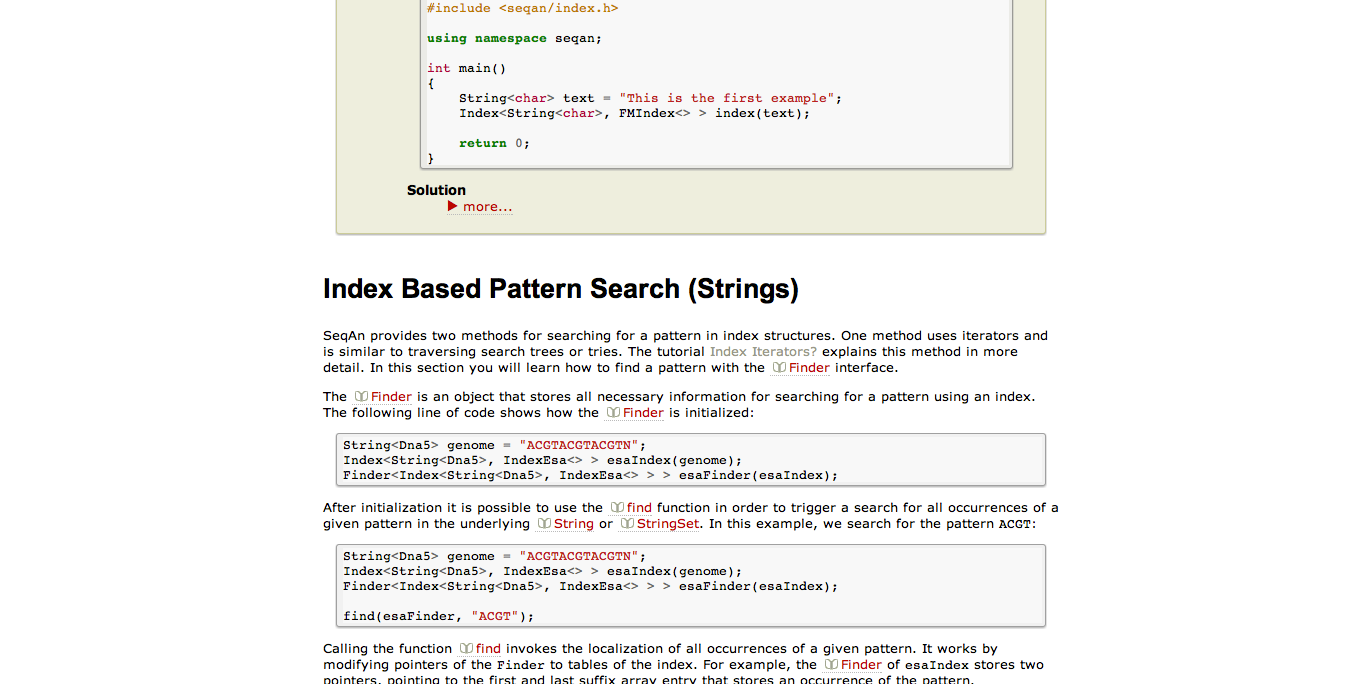 #include <seqan/index.h>
using namespace seqan;
int main()
{
    String<char> text = "This is the first example";
    Index<String<char>, FMIndex<> > index(text);
    return 0;
}
Solution
▶ more...
Index Based Pattern Search (Strings)
SeqAn provides two methods for searching for a pattern in index structures. One method uses iterators and
is similar to traversing search trees or tries. The tutorial Index Iterators? explains this method in more
detail. In this section you will learn how to find a pattern with the Finder interface.
The Finder is an object that stores all necessary information for searching for a pattern using an index.
The following line of code shows how the Finder is initialized:
String<Dna5> genome = "ACGTACGTACGTN";
Index<String<Dna5>, IndexEsa<> > esaIndex(genome);
Finder<Index<String<Dna5>, IndexEsa<> > > esaFinder(esaIndex);
After initialization it is possible to use the find function in order to trigger a search for all occurrences of a
given pattern in the underlying String or StringSet. In this example, we search for the pattern ACGT:
String<Dna5> genome = "ACGTACGTACGTN";
Index<String<Dna5>, IndexEsa<> > esaIndex(genome);
Finder<Index<String<Dna5>, IndexEsa<> > > esaFinder(esaIndex);
find(esaFinder, "ACGT");
Calling the function find invokes the localization of all occurrences of a given pattern. It works by
modifying pointers of the Finder to tables of the index. For example, the Finder of esaIndex stores two
pointers, pointing to the first and last suffix array entry that stores an occurrence of the pattern.